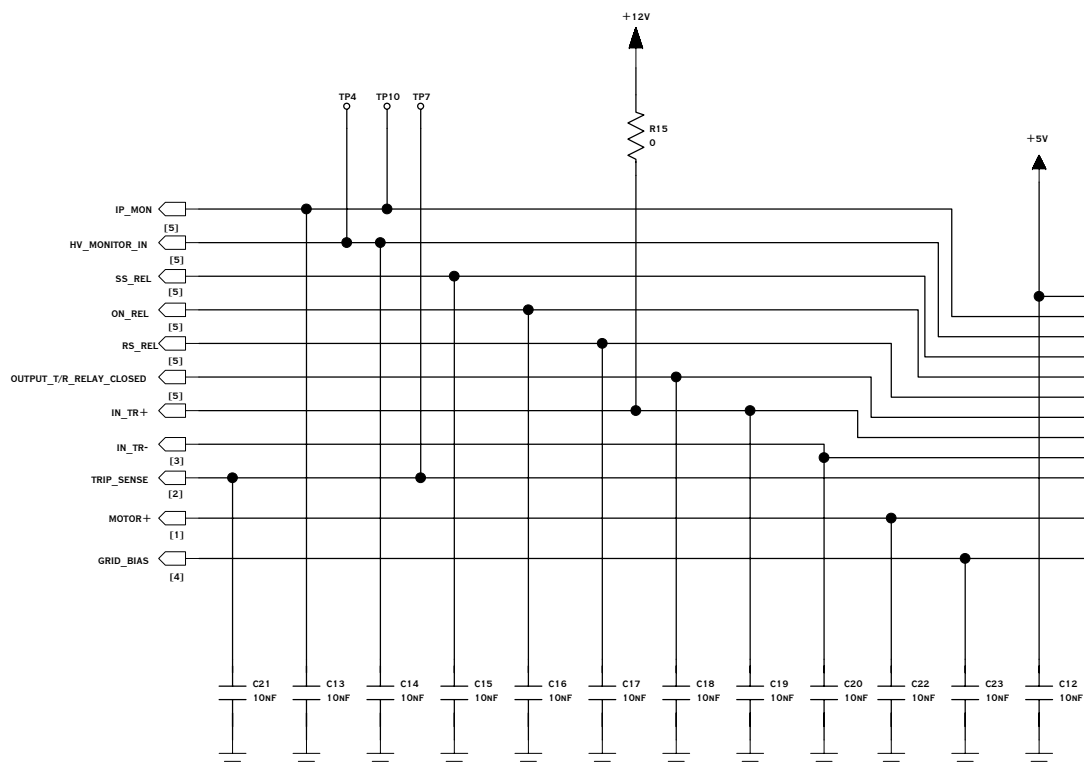 +12V
TP4 TP10 TP7
R15
0
+5V
IP_MON
[5]
HV_MONITOR_IN
[5]
SS_REL
[5]
ON_REL
[5]
RS_REL
[5]
OUTPUT_T/R_RELAY_CLOSED
[5]
IN_TR+
IN_TR-
[3]
TRIP_SENSE
[2]
MOTOR+
[1]
GRID_BIAS
[4]
C21 C13 C14 C15 C16 C17 C18 C19 C20 C22 C23 C12
10NF 10NF 10NF 10NF 10NF 10NF 10NF 10NF 10NF 10NF 10NF 10NF